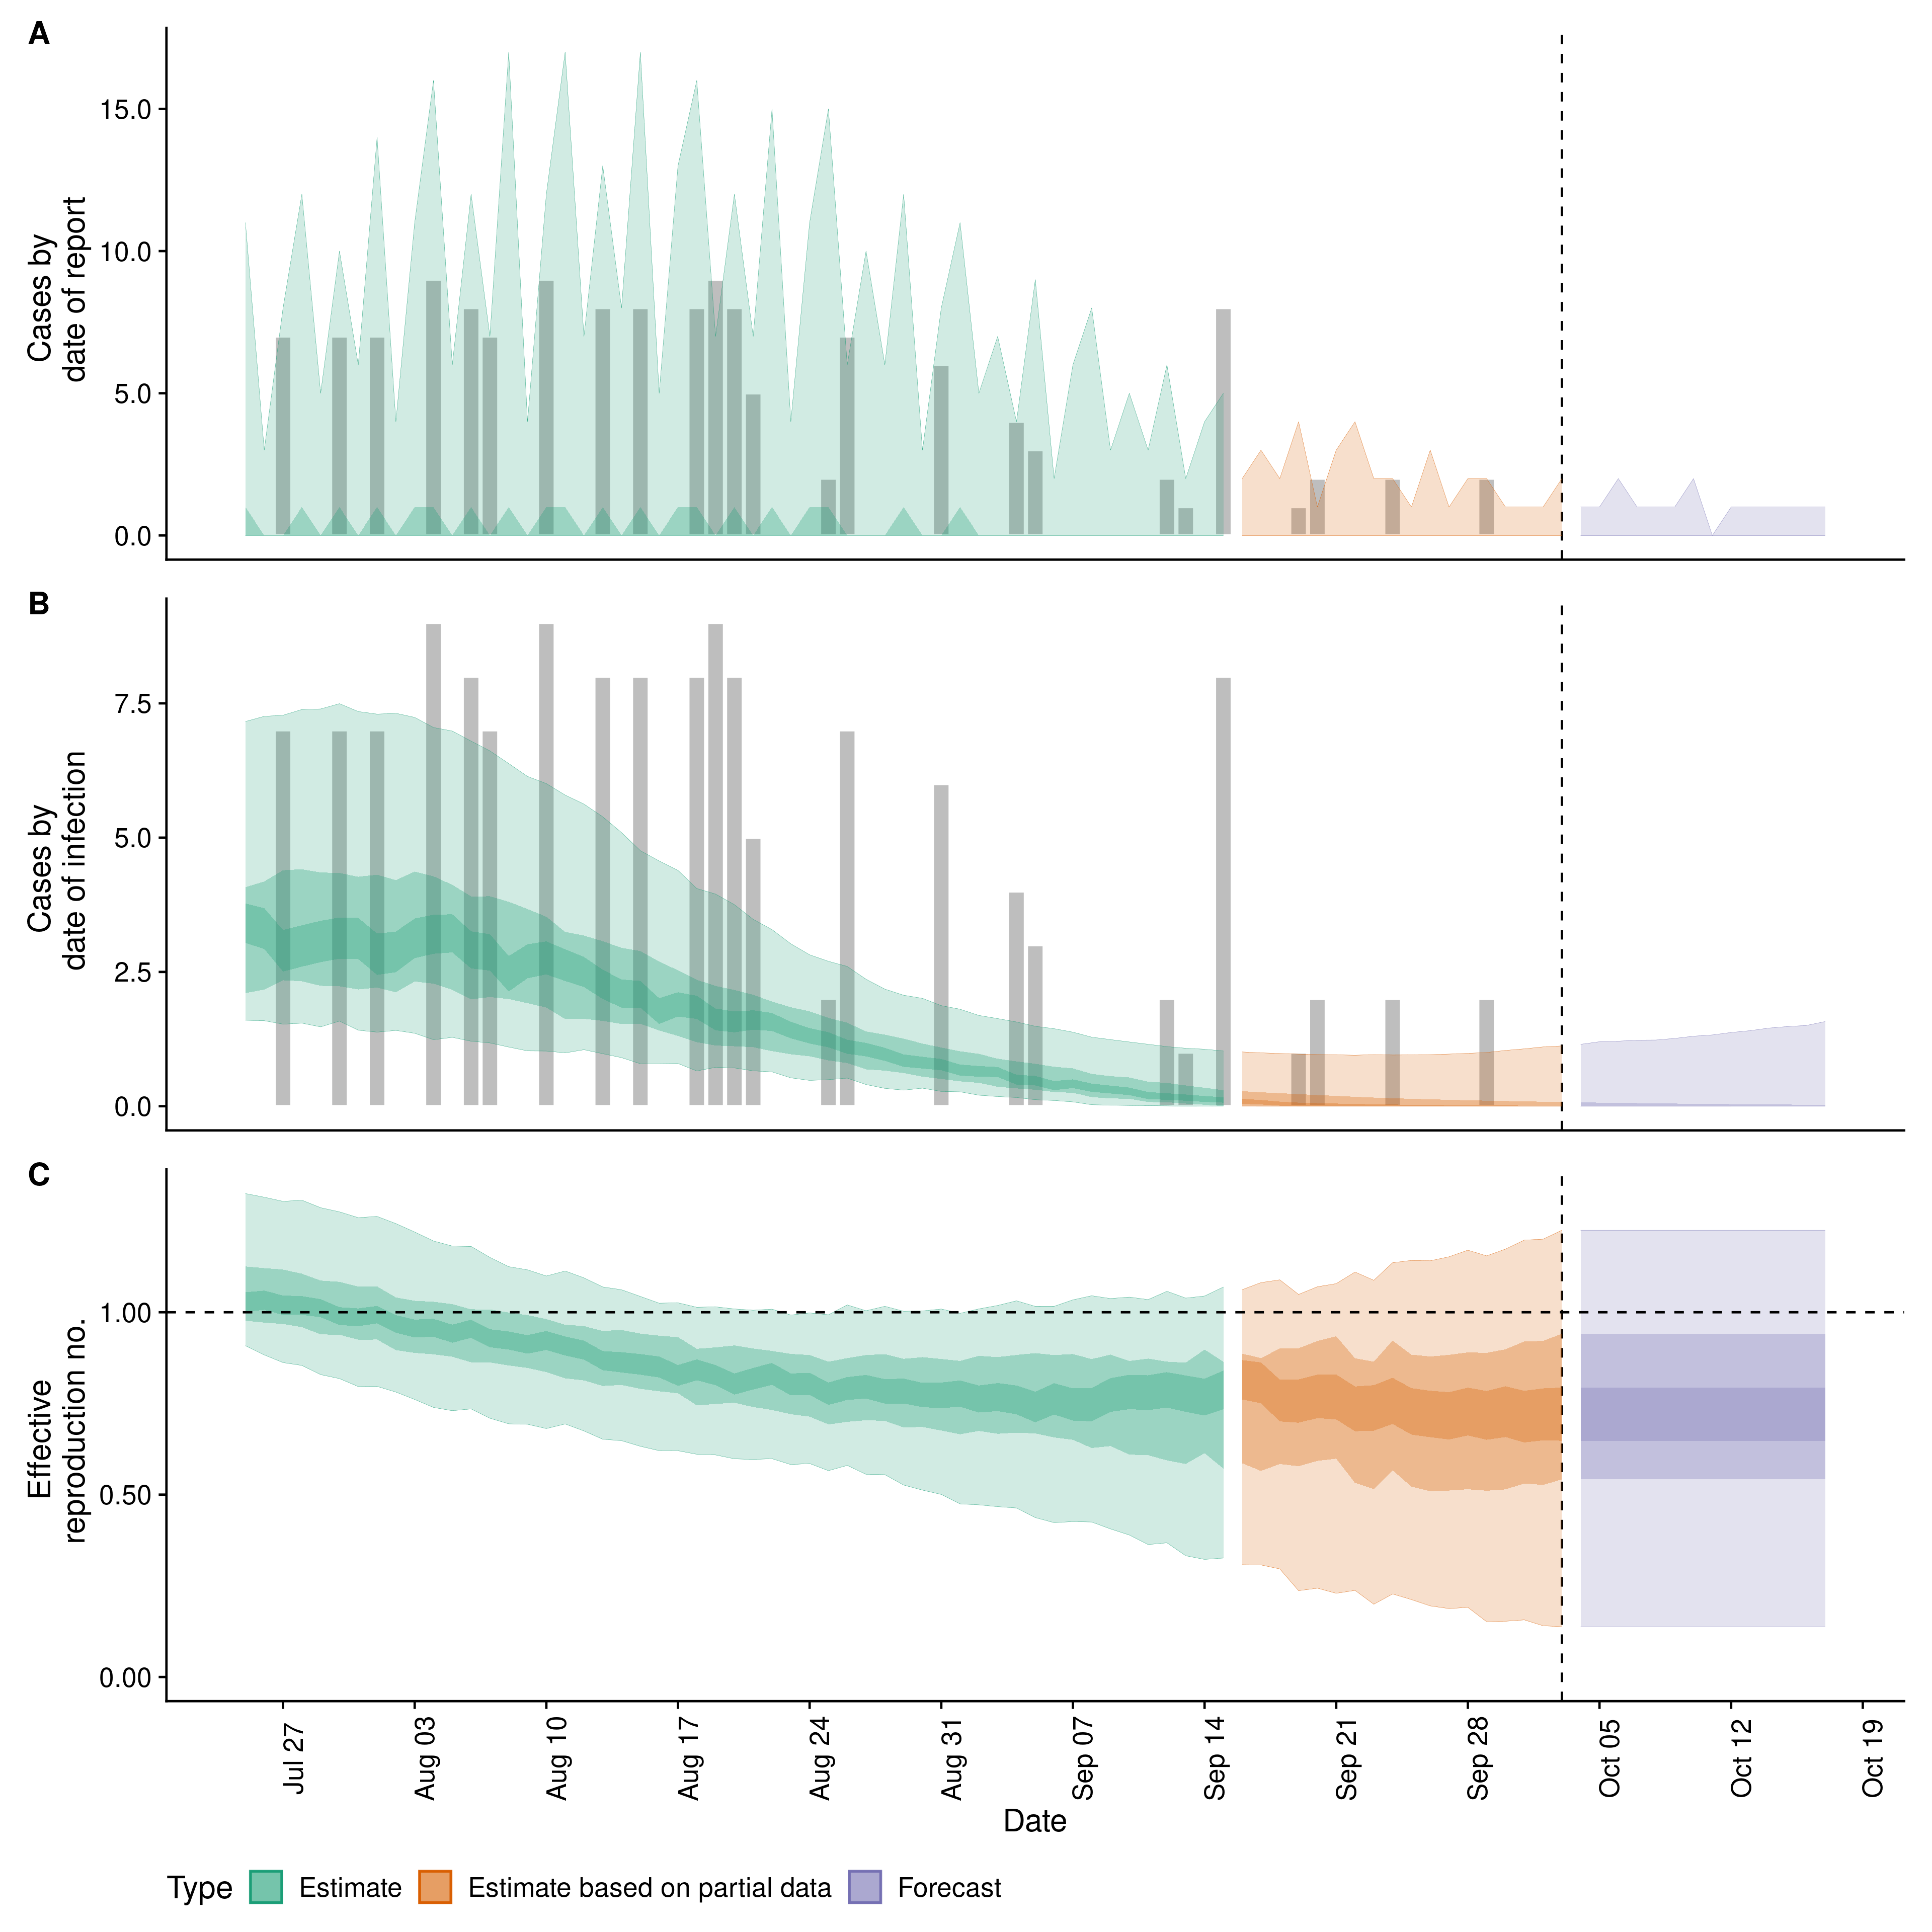 A
Cases by
date of report
15.0
10.0
5.0
0.0
B
Cases by
date of infection
7.5
5.0
2.5
0.0
C
Effective
reproduction no.
1.00
0.50
0.00
Jul 27
Aug 03
Aug 10
Aug 17
Aug 24
Aug 31
Sep 07
Sep 14
Sep 21
Sep 28
Oct 05
Oct 12
Oct 19
Date
Type Estimate Estimate based on partial data Forecast